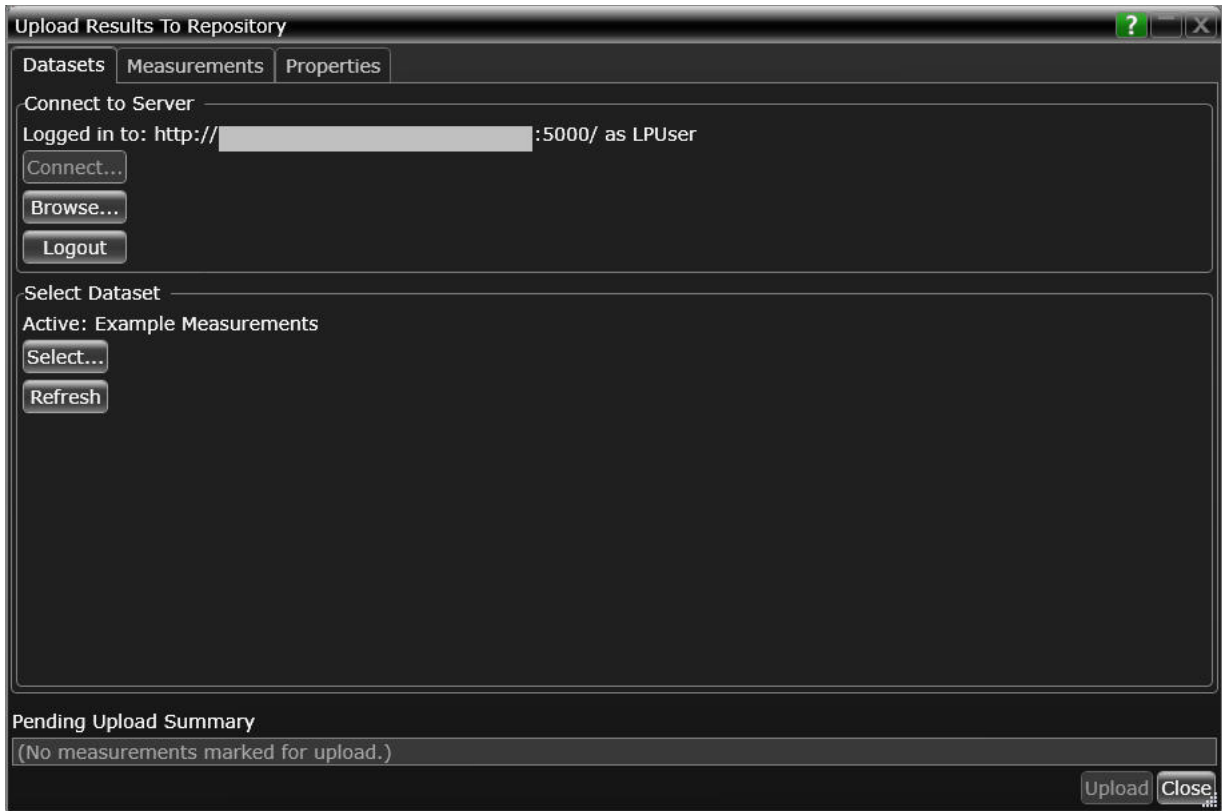 Upload Results To Repository
? X
Datasets Measurements Properties
Connect to Server
Logged in to: http:// :5000/ as LPUser
Connect...
Browse...
Logout
Select Dataset
Active: Example Measurements
Select...
Refresh
Pending Upload Summary
(No measurements marked for upload.)
Upload Close